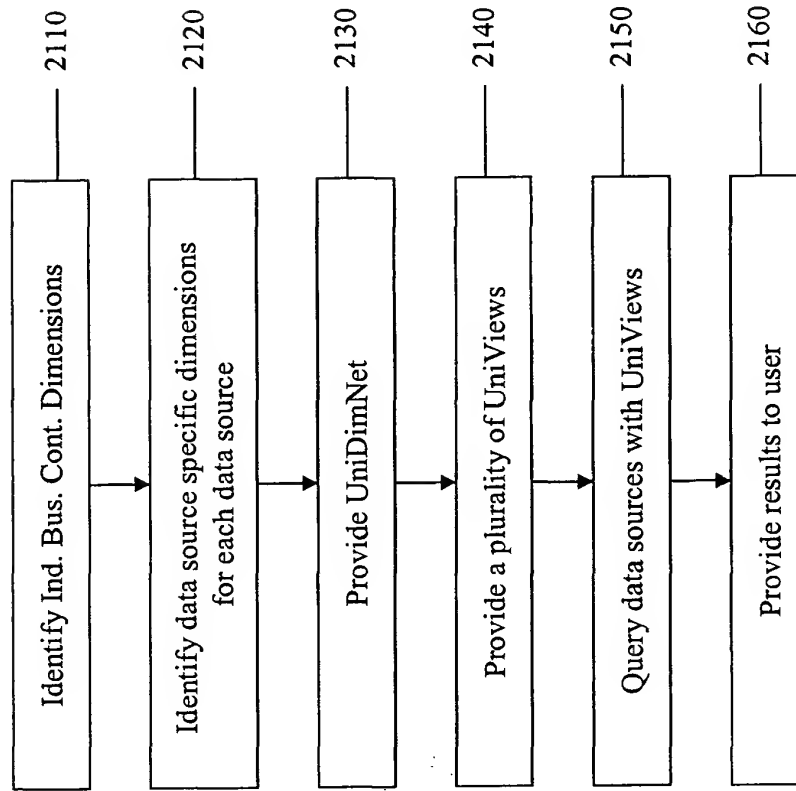 Identify Ind. Bus. Cont. Dimensions
2110
Identify data source specific dimensions
for each data source
2120
Provide UniDimNet
2130
Provide a plurality of UniViews
2140
Query data sources with UniViews
2150
Provide results to user
2160